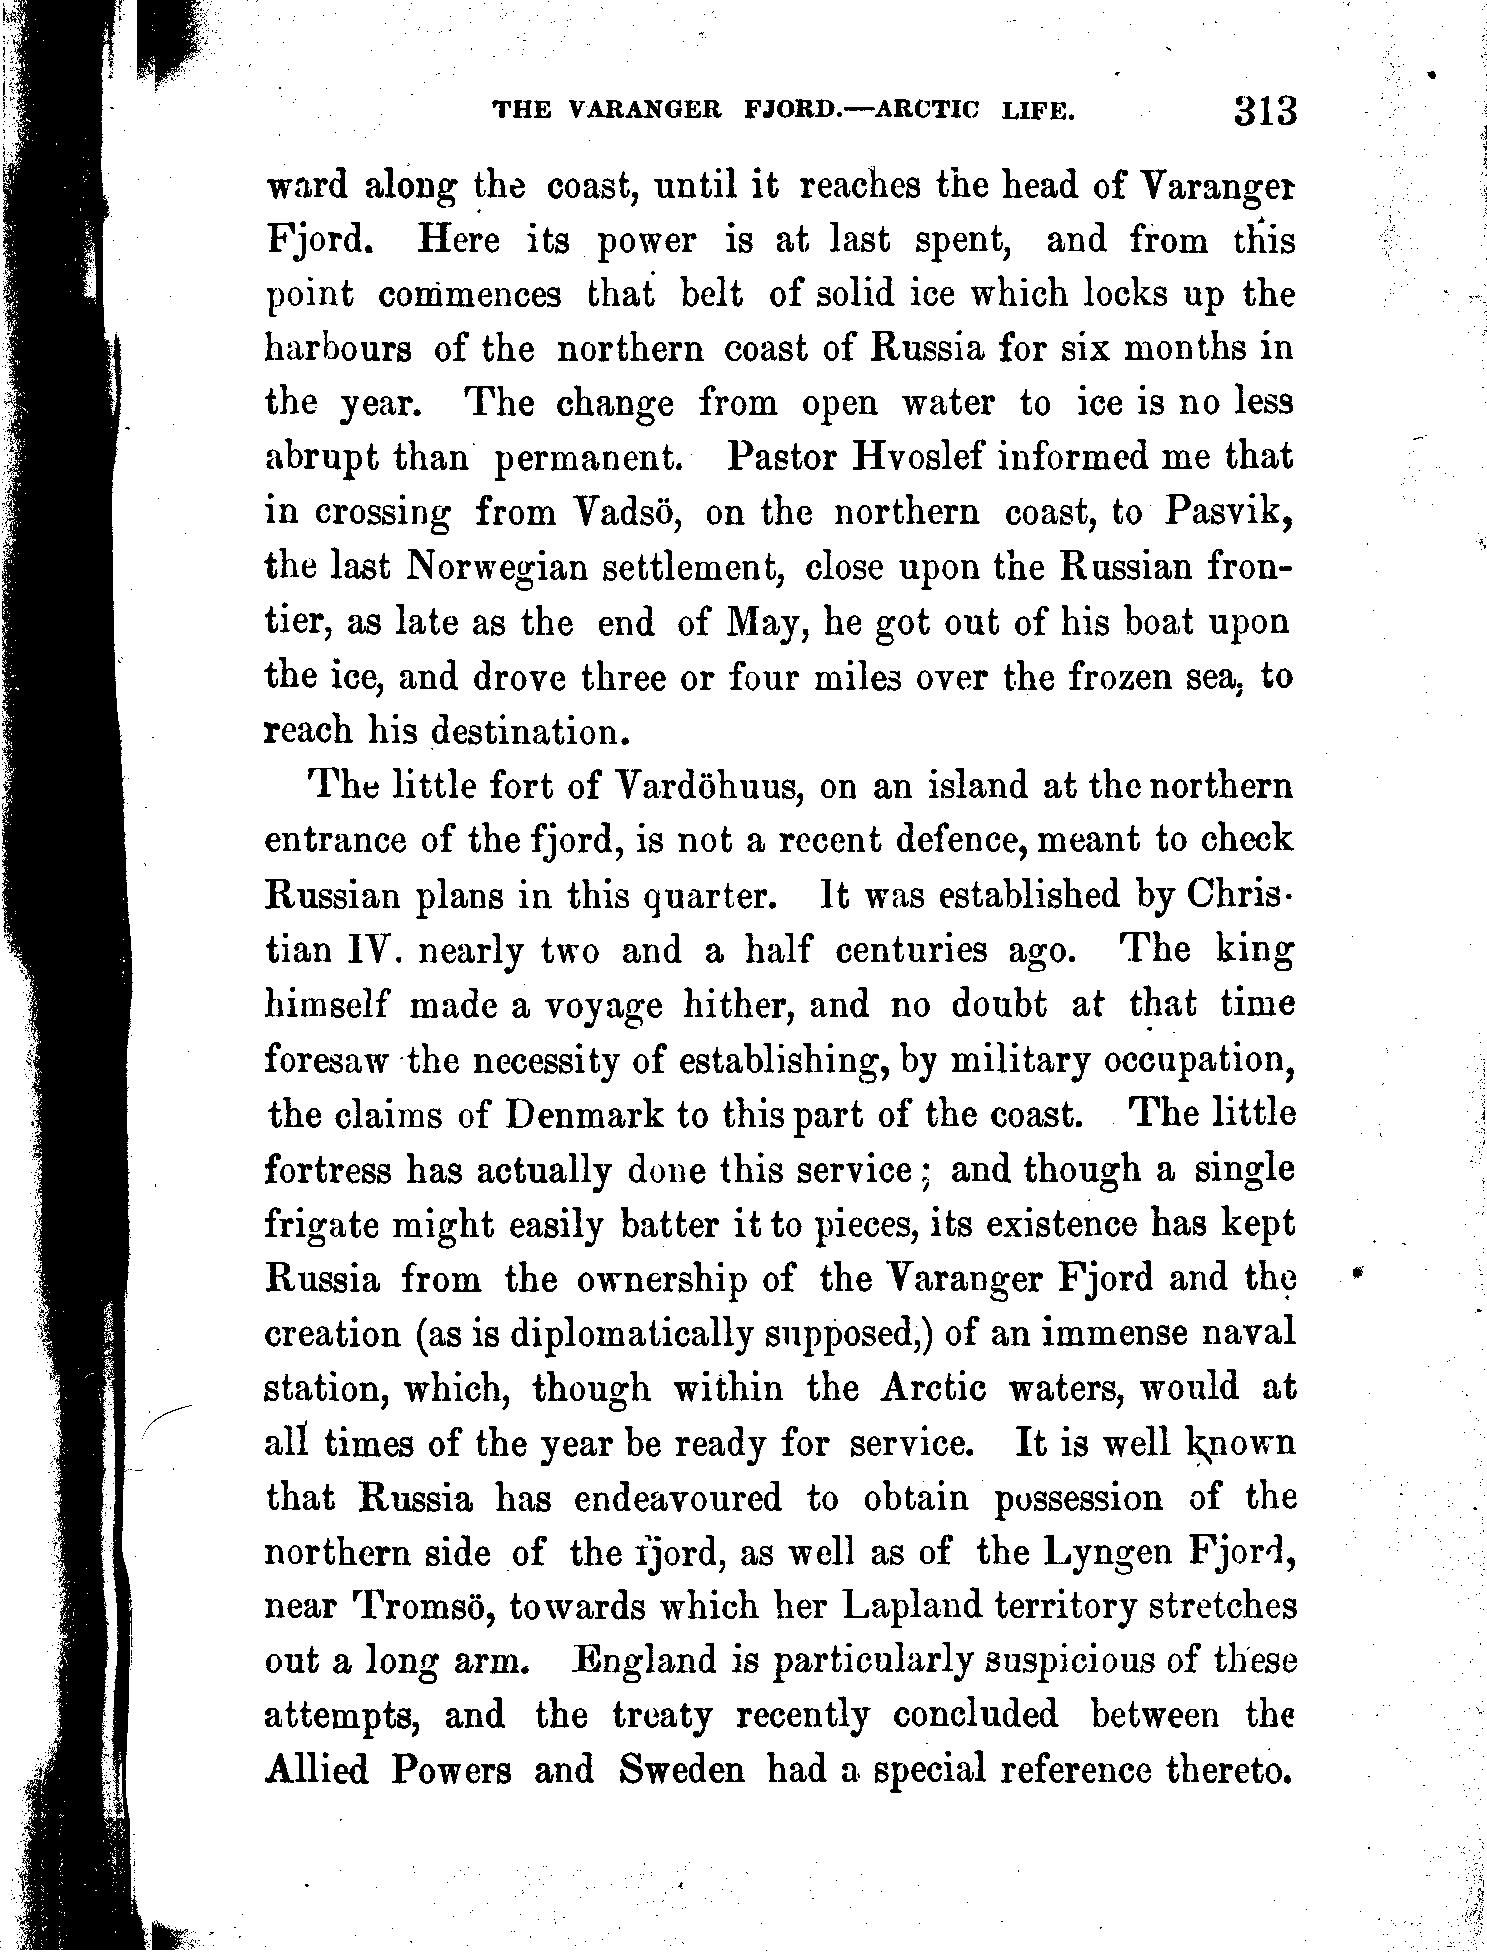 THE VARANGER FJORD.—ARCTIC LIFE. 313
ward along the coast, until it reaches the head of Varanger
Fjord. Here its power is at last spent, and from this
point commences that belt of solid ice which locks up the
harbours of the northern coast of Russia for six months in
the year. The change from open water to ice is no less
abrupt than permanent. Pastor Hvoslef informed me that
in crossing from Vadsö, on the northern coast, to Pasvik,
the last Norwegian settlement, close upon the Russian fron-
tier, as late as the end of May, he got out of his boat upon
the ice, and drove three or four miles over the frozen sea, to
reach his destination.
The little fort of Vardöhuus, on an island at the northern
entrance of the fjord, is not a recent defence, meant to check
Russian plans in this quarter. It was established by Chris-
tian IV. nearly two and a half centuries ago. The king
himself made a voyage hither, and no doubt at that time
foresaw the necessity of establishing, by military occupation,
the claims of Denmark to this part of the coast. The little
fortress has actually done this service; and though a single
frigate might easily batter it to pieces, its existence has kept
Russia from the ownership of the Varanger Fjord and the
creation (as is diplomatically supposed,) of an immense naval
station, which, though within the Arctic waters, would at
all times of the year be ready for service. It is well known
that Russia has endeavoured to obtain possession of the
northern side of the fjord, as well as of the Lyngen Fjord,
near Tromsö, towards which her Lapland territory stretches
out a long arm. England is particularly suspicious of these
attempts, and the treaty recently concluded between the
Allied Powers and Sweden had a special reference thereto.